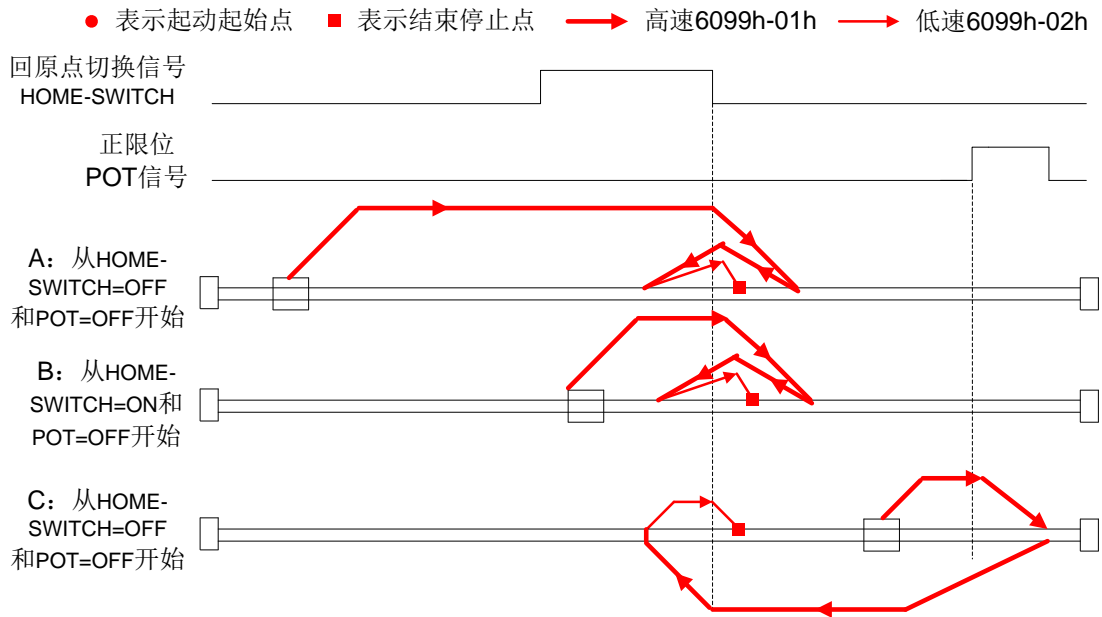 表示起动起始点 表示结束停止点 高速6099h-01h 低速6099h-02h
回原点切换信号
HOME-SWITCH
正限位
POT信号
A：从HOME-
SWITCH=OFF
和POT=OFF开始
B：从HOME-
SWITCH=ON和
POT=OFF开始
C：从HOME-
SWITCH=OFF
和POT=OFF开始